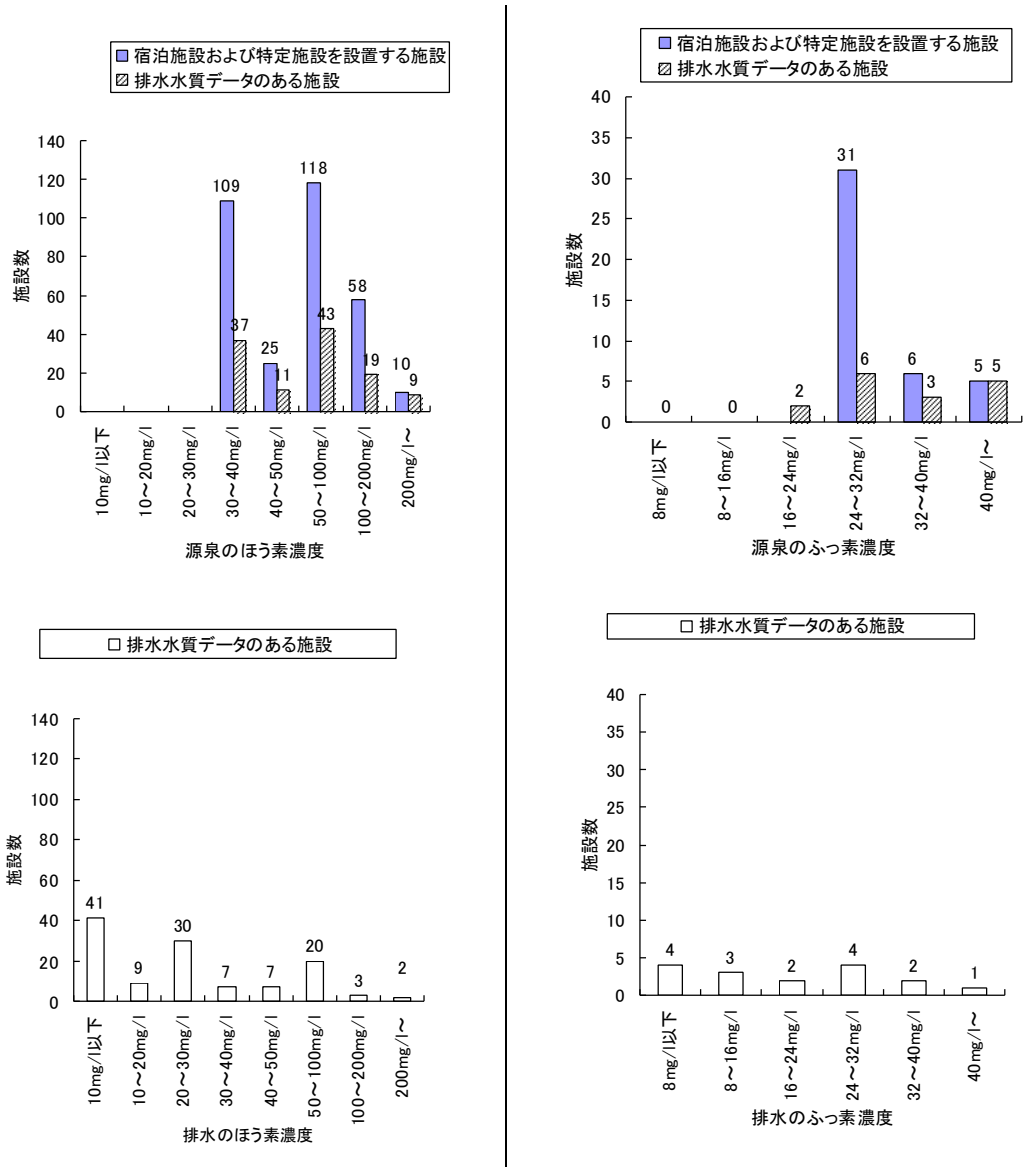 宿泊施設および特定施設を設置する施設
排水水質データのある施設
140
120
100
80
60
40
20
0
施設数
109
37
25
11
118
43
58
19
10
9
10mg/l以下
10～20mg/l
20～30mg/l
30～40mg/l
40～50mg/l
50～100mg/l
100～200mg/l
200mg/l～
源泉のほう素濃度
宿泊施設および特定施設を設置する施設
排水水質データのある施設
40
35
30
25
20
15
10
5
0
施設数
0
0
2
31
6
6
3
5
5
8mg/l以下
8～16mg/l
16～24mg/l
24～32mg/l
32～40mg/l
40mg/l～
源泉のふっ素濃度
排水水質データのある施設
140
120
100
80
60
40
20
0
施設数
41
9
30
7
7
20
3
2
10mg/l以下
10～20mg/l
20～30mg/l
30～40mg/l
40～50mg/l
50～100mg/l
100～200mg/l
200mg/l～
排水のほう素濃度
排水水質データのある施設
40
35
30
25
20
15
10
5
0
施設数
4
3
2
4
2
1
8mg/l以下
8～16mg/l
16～24mg/l
24～32mg/l
32～40mg/l
40mg/l～
排水のふっ素濃度